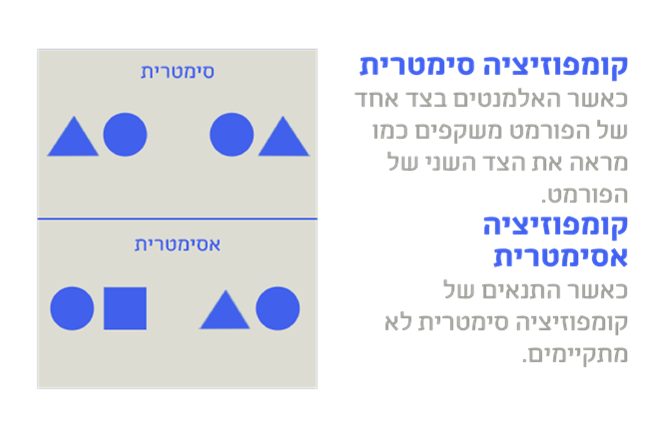 קומפוזיציה סימטרית
כאשר האלמנטים בצד אחד
של הפורמט משקפים כמו
מראה את הצד השני של
הפורמט.
קומפוזיציה
אסימטרית
כאשר התנאים של
קומפוזיציה סימטרית לא
מתקיימים.
סימטרית
אסימטרית